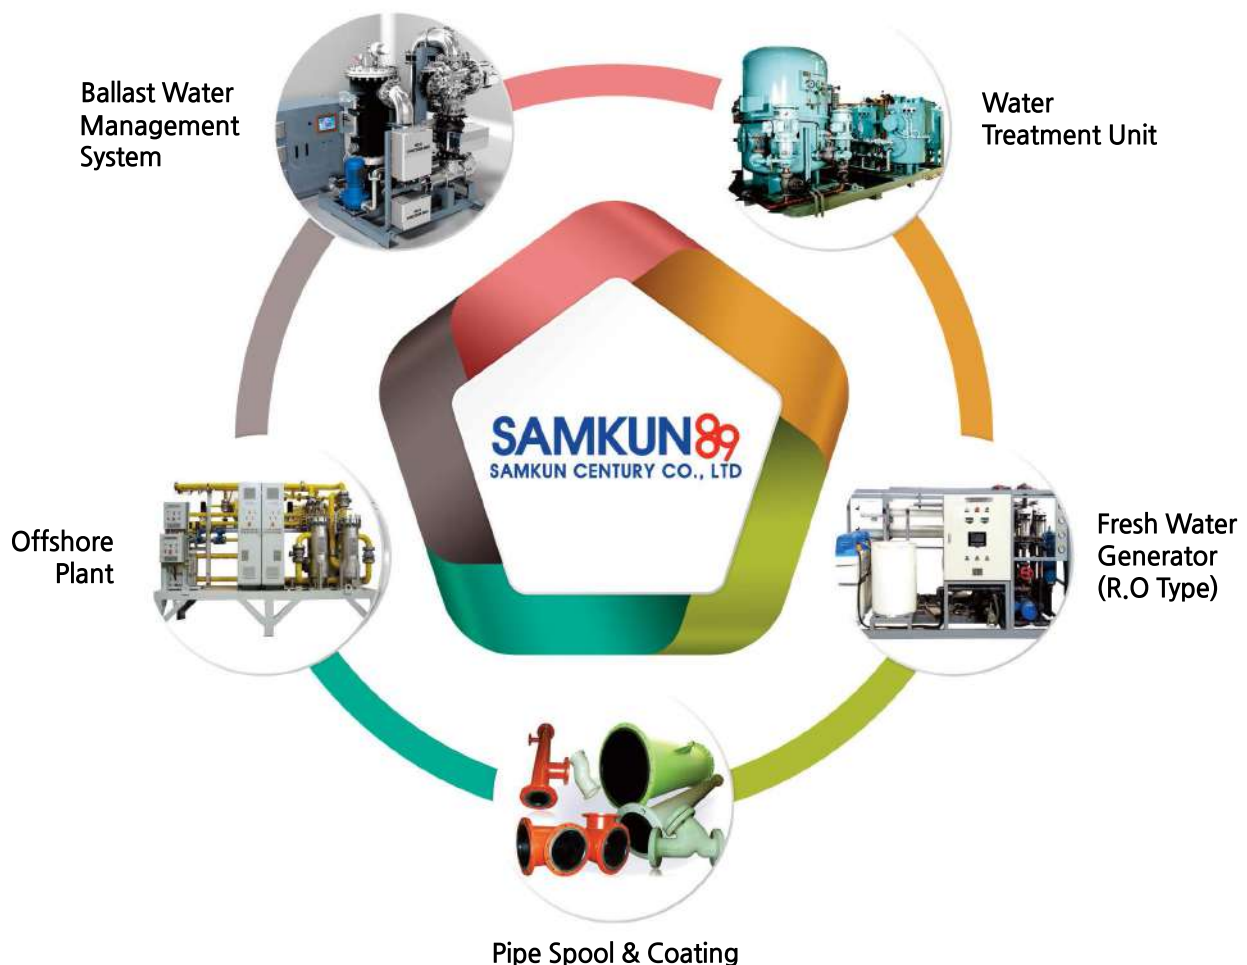 Ballast Water
Management
System
Water
Treatment Unit
SAMKUN89
SAMKUN CENTURY CO., LTD
Offshore
Plant
Fresh Water
Generator
(R.O Type)
Pipe Spool & Coating